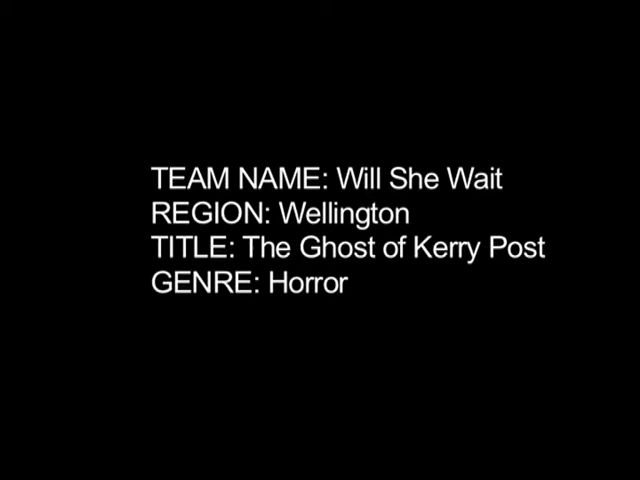 TEAM NAME: Will She Wait
REGION: Wellington
TITLE: The Ghost of Kerry Post
GENRE: Horror